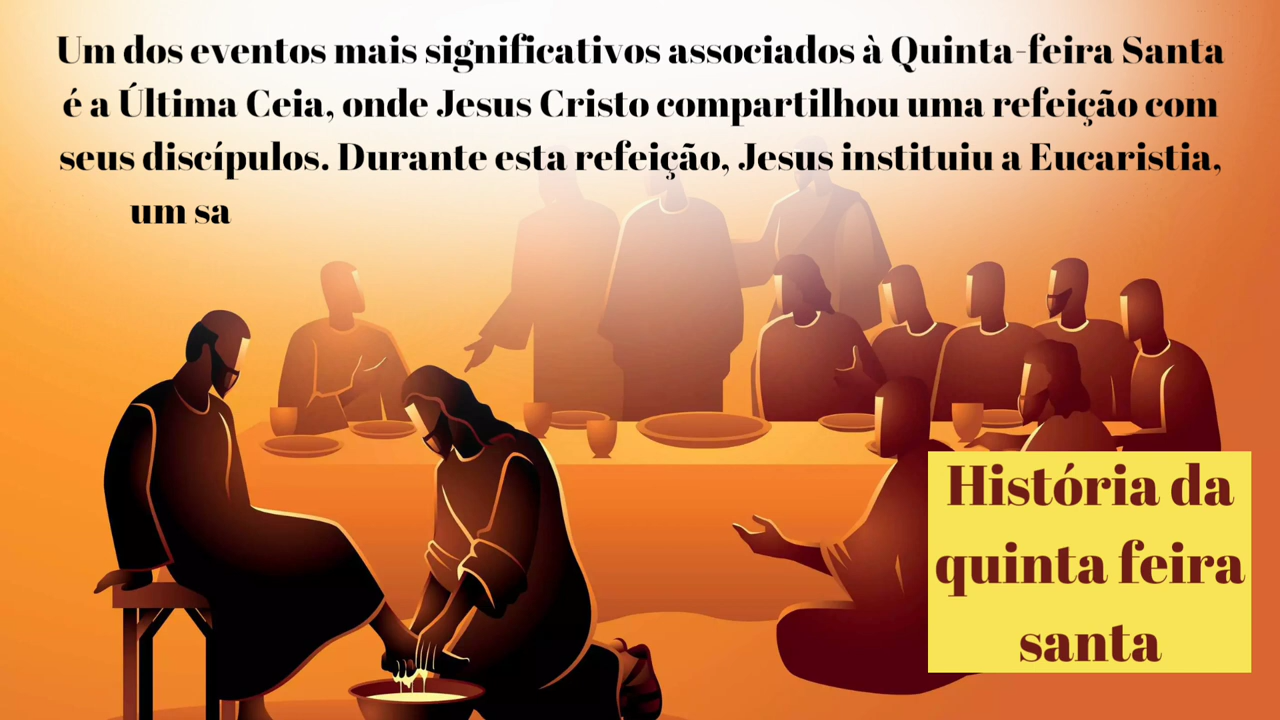 Um dos eventos mais significativos associados à Quinta-feira Santa
é a Última Ceia, onde Jesus Cristo compartilhou uma refeição com
seus discípulos. Durante esta refeição, Jesus instituiu a Eucaristia,
um sa
História da
quinta feira
santa